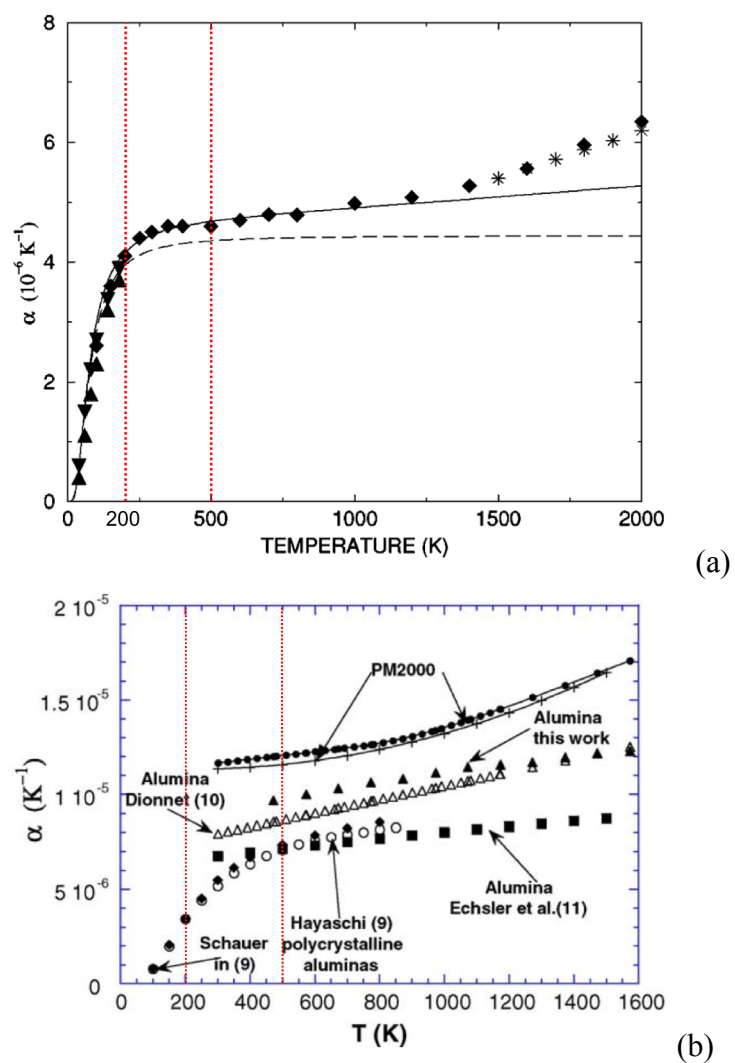 8
6
4
2
0
α (10⁻⁶ K⁻¹)
0 200 500 1000 1500 2000
TEMPERATURE (K)
(a)
2 10⁻⁵
1.5 10⁻⁵
1 10⁻⁵
5 10⁻⁶
0
α (K⁻¹)
PM2000
Alumina
this work
Alumina
Dionnet (10)
Alumina
Echsler et al.(11)
Hayaschi (9)
polycrystalline
aluminas
Schauer
in (9)
0 200 400 600 800 1000 1200 1400 1600
T (K)
(b)